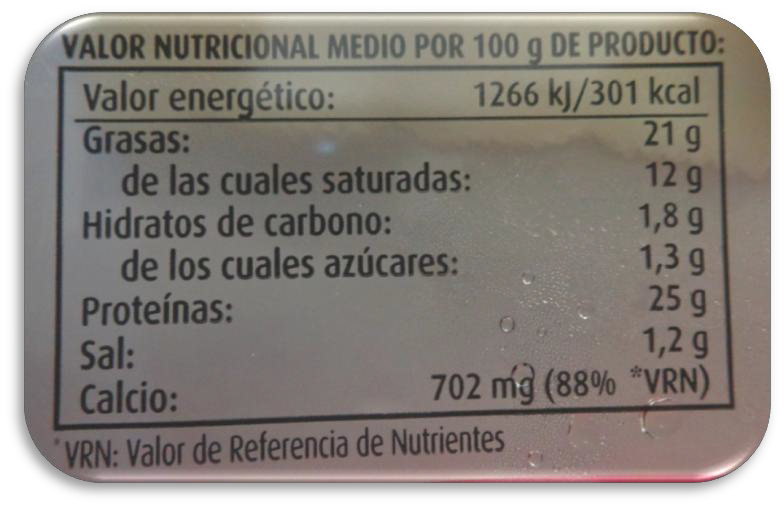 VALOR NUTRICIONAL MEDIO POR 100 g DE PRODUCTO:
Valor energético: 1266 kJ/301 kcal
Grasas: 21 g
de las cuales saturadas: 12 g
Hidratos de carbono: 1,8 g
de los cuales azúcares: 1,3 g
Proteínas: 25 g
Sal: 1,2 g
Calcio: 702 mg (88% *VRN)
*VRN: Valor de Referencia de Nutrientes